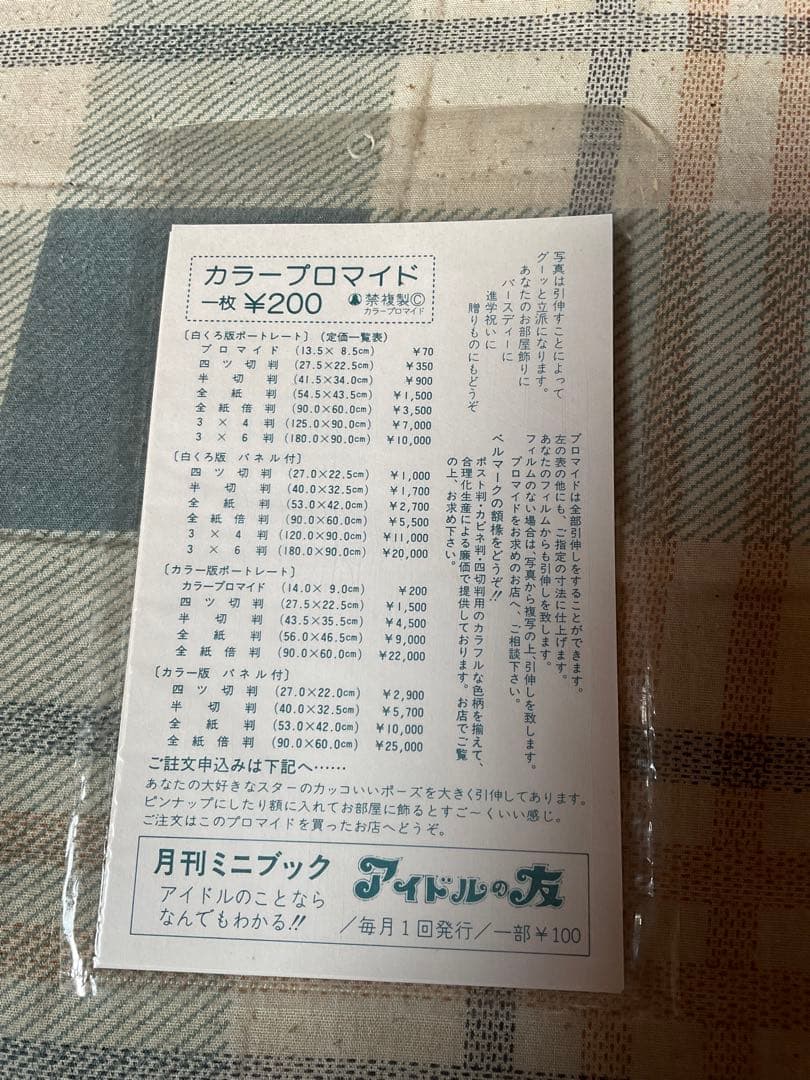 カラープロマイド
一枚 ¥200 禁複製Ⓒ
カラープロマイド
〔白くろ版ポートレート〕(定価一覧表)
プロマイド (13.5× 8.5cm) ¥70
四ツ切判 (27.5×22.5cm) ¥350
半切判 (41.5×34.0cm) ¥900
全紙判 (54.5×43.5cm) ¥1,500
全紙倍判 (90.0×60.0cm) ¥3,500
3×4判 (125.0×90.0cm) ¥7,000
3×6判 (180.0×90.0cm) ¥10,000
〔白くろ版 パネル付〕
四ツ切判 (27.0×22.5cm) ¥1,000
半切判 (40.0×32.5cm) ¥1,700
全紙判 (53.0×42.0cm) ¥2,700
全紙倍判 (90.0×60.0cm) ¥5,500
3×4判 (120.0×90.0cm) ¥11,000
3×6判 (180.0×90.0cm) ¥20,000
〔カラー版ポートレート〕
カラープロマイド (14.0× 9.0cm) ¥200
四ツ切判 (27.5×22.5cm) ¥1,500
半切判 (43.5×35.5cm) ¥4,500
全紙判 (56.0×46.5cm) ¥9,000
全紙倍判 (90.0×60.0cm) ¥22,000
〔カラー版 パネル付〕
四ツ切判 (27.0×22.0cm) ¥2,900
半切判 (40.0×32.5cm) ¥5,700
全紙判 (53.0×42.0cm) ¥10,000
全紙倍判 (90.0×60.0cm) ¥25,000
写真は引伸すことによって
グーッと立派になります。
あなたのお部屋飾りに
バースディーに
進学祝いに
贈りものにもどうぞ
プロマイドは全部引伸しをすることができます。
左の表の他にも、ご指定の寸法に仕上げます。
あなたのフィルムからも引伸しを致します。
フィルムのない場合は、写真から複写の上、引伸しを致します。
プロマイドをお求めのお店へ、ご相談下さい。
ベルマークの額椽をどうぞ!!
ポスト判・カビネ判・四切判用のカラフルな色柄を揃えて、
合理化生産による廉価で提供しております。お店でご覧
の上、お求め下さい。
ご註文申込みは下記へ……
あなたの大好きなスターのカッコいいポーズを大きく引伸してあります。
ピンナップにしたり額に入れてお部屋に飾るとすご〜くいい感じ。
ご注文はこのプロマイドを買ったお店へどうぞ。
月刊ミニブック アイドルの友
アイドルのことなら
なんでもわかる!!
/毎月1回発行/一部¥100